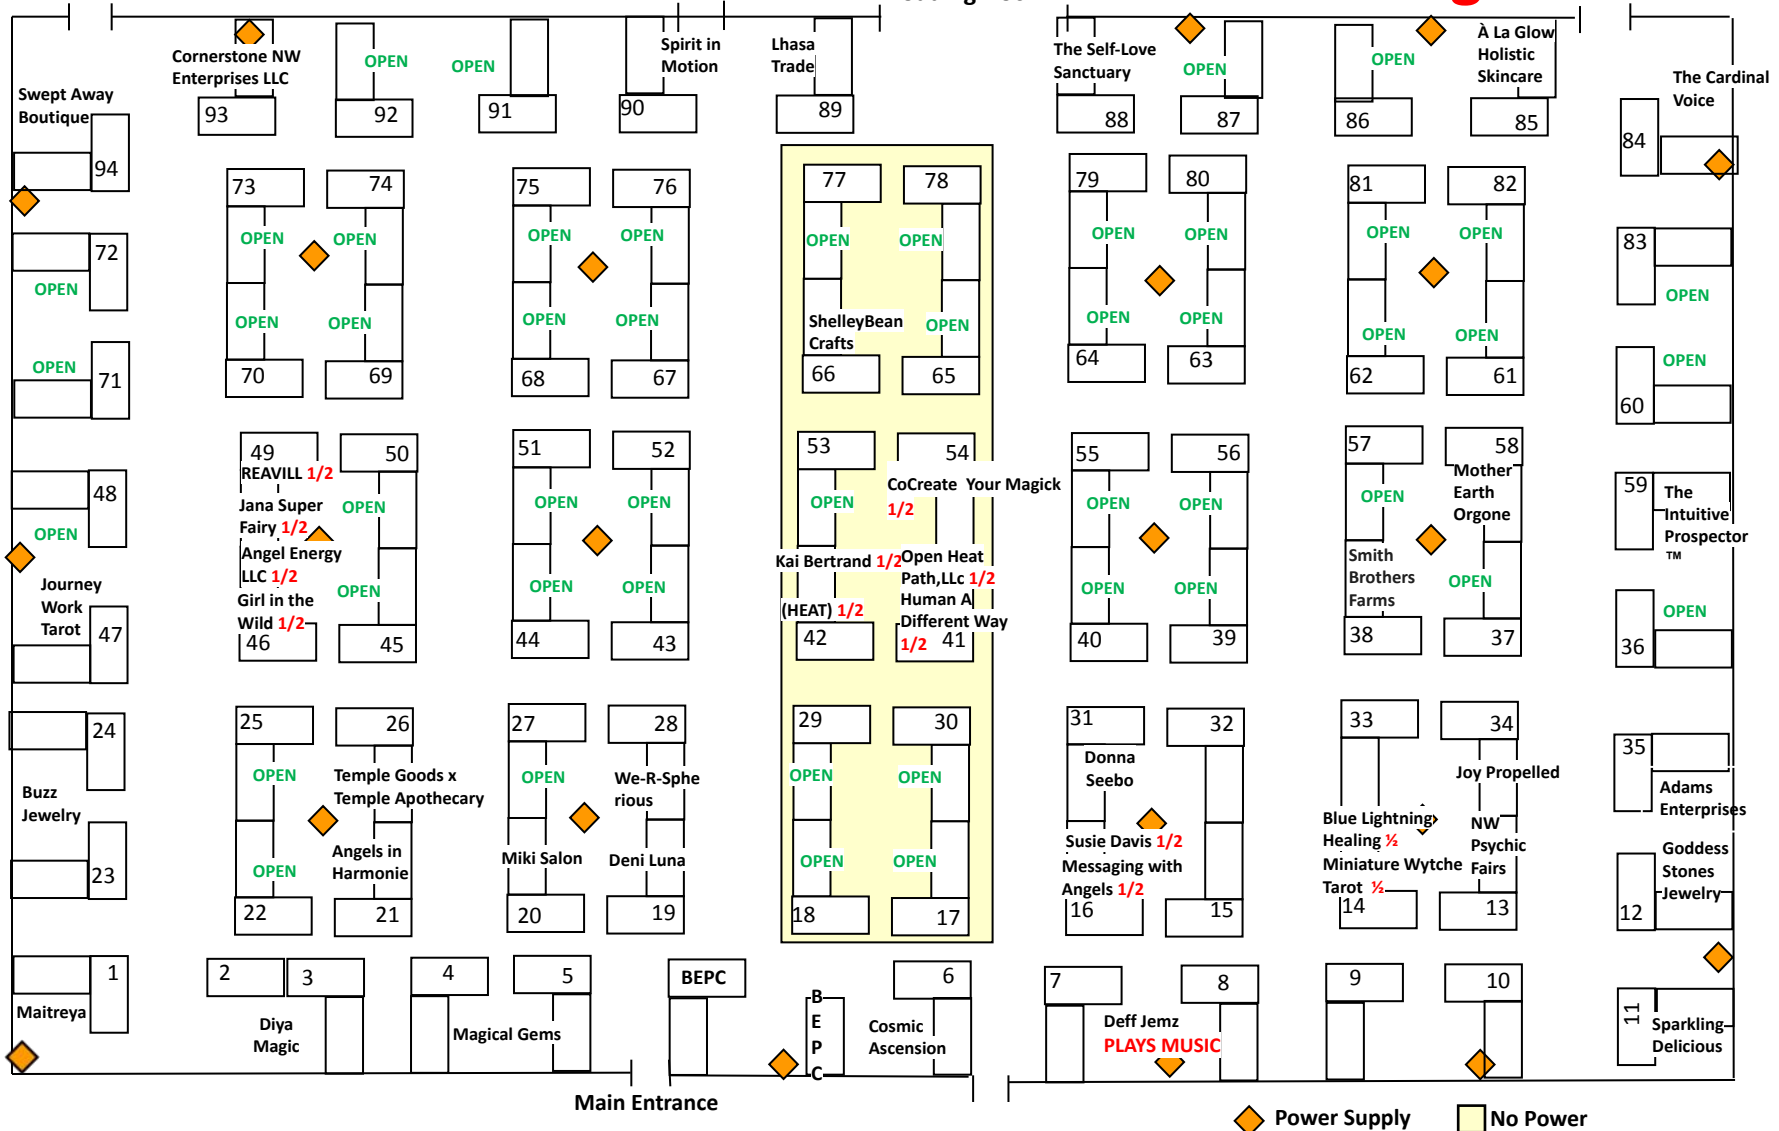 Cornerstone NW
Enterprises LLC
93
OPEN
92
OPEN
91
Spirit in
Motion
90
Lhasa
Trade
89
The Self-Love
Sanctuary
88
OPEN
87
OPEN
86
À La Glow
Holistic
Skincare
85
The Cardinal
Voice
84
Swept Away
Boutique
94
73
OPEN
74
OPEN
75
OPEN
76
OPEN
77
OPEN
78
OPEN
79
OPEN
80
OPEN
81
OPEN
82
OPEN
83
OPEN
72
OPEN
OPEN
71
OPEN
70
OPEN
69
OPEN
68
OPEN
67
ShelleyBean
Crafts
66
OPEN
65
OPEN
64
OPEN
63
OPEN
62
OPEN
61
OPEN
60
48
OPEN
49
REAVILL 1/2
Jana Super
Fairy 1/2
Angel Energy
LLC 1/2
Girl in the
Wild 1/2
46
50
OPEN
OPEN
45
51
OPEN
OPEN
44
52
OPEN
OPEN
43
53
OPEN
Kai Bertrand 1/2
(HEAT) 1/2
42
54
CoCreate Your Magick
1/2
Open Heat
Path,LLc 1/2
Human A
Different Way
1/2
41
55
OPEN
OPEN
40
56
OPEN
OPEN
39
57
OPEN
Smith
Brothers
Farms
38
58
Mother
Earth
Orgone
OPEN
37
59
The
Intuitive
Prospector
™
OPEN
36
Journey
Work
Tarot
47
24
Buzz
Jewelry
23
25
OPEN
OPEN
22
26
Temple Goods x
Temple Apothecary
Angels in
Harmonie
21
27
OPEN
Miki Salon
20
28
We-R-Sphe
rious
Deni Luna
19
29
OPEN
OPEN
18
30
OPEN
OPEN
17
31
Donna
Seebo
Susie Davis 1/2
Messaging with
Angels 1/2
16
32
15
33
Blue Lightning
Healing ½
Miniature Wytche
Tarot ½
14
34
Joy Propelled
NW
Psychic
Fairs
13
35
Adams
Enterprises
Goddess
Stones
Jewelry
12
1
Maitreya
2
3
Diya
Magic
4
5
Magical Gems
BEPC
B
E
P
C
6
Cosmic
Ascension
7
8
Deff Jemz
PLAYS MUSIC
9
10
11
Sparkling
Delicious
Main Entrance
Power Supply
No Power